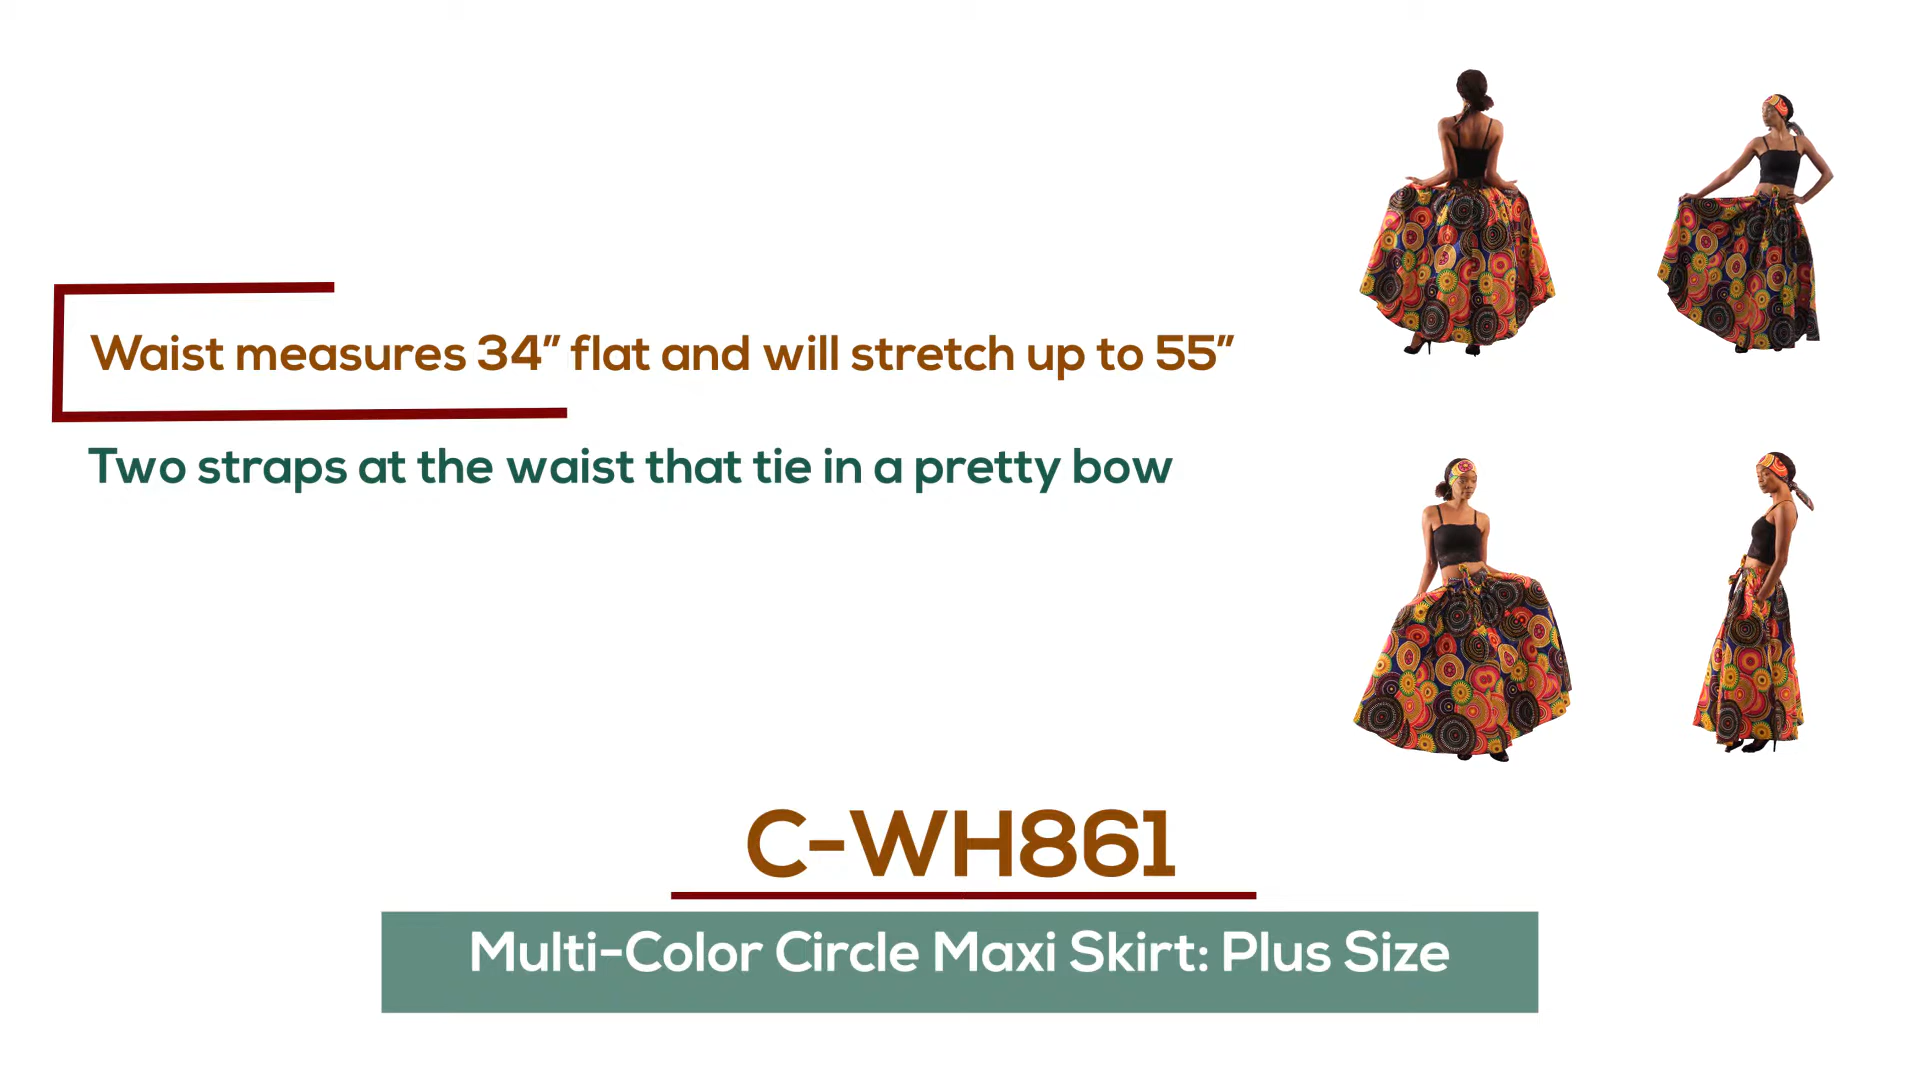 Waist measures 34” flat and will stretch up to 55”
Two straps at the waist that tie in a pretty bow
C-WH861
Multi-Color Circle Maxi Skirt: Plus Size